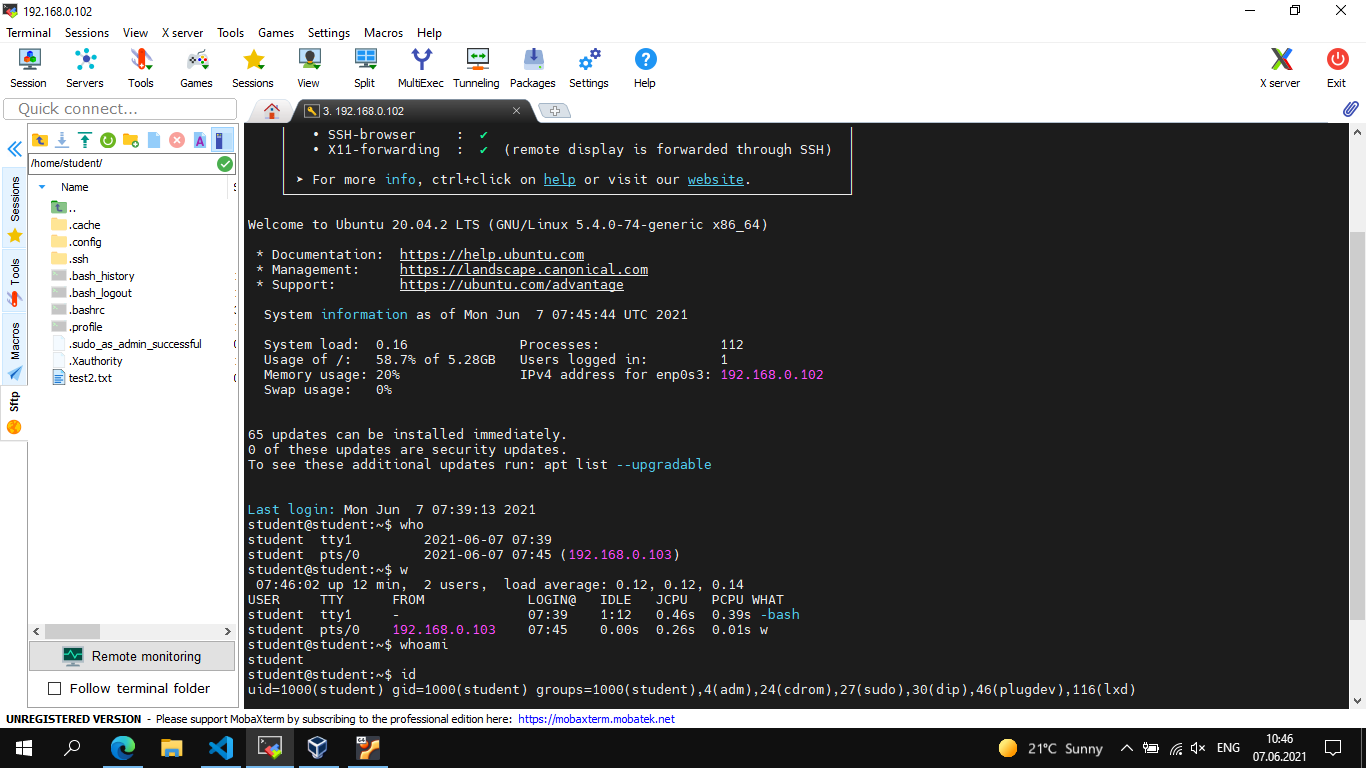 192.168.0.102
Terminal Sessions View X server Tools Games Settings Macros Help
Session Servers Tools Games Sessions View Split MultiExec Tunneling Packages Settings Help X server Exit
Quick connect...
3. 192.168.0.102
/home/student/
Name
..
.cache
.config
.ssh
.bash_history
.bash_logout
.bashrc
.profile
.sudo_as_admin_successful
.Xauthority
test2.txt
Sessions
Tools
Macros
Sftp
Remote monitoring
Follow terminal folder
• SSH-browser : ✔
• X11-forwarding : ✔ (remote display is forwarded through SSH)
➤ For more info, ctrl+click on help or visit our website.
Welcome to Ubuntu 20.04.2 LTS (GNU/Linux 5.4.0-74-generic x86_64)
* Documentation: https://help.ubuntu.com
* Management: https://landscape.canonical.com
* Support: https://ubuntu.com/advantage
System information as of Mon Jun 7 07:45:44 UTC 2021
System load: 0.16 Processes: 112
Usage of /: 58.7% of 5.28GB Users logged in: 1
Memory usage: 20% IPv4 address for enp0s3: 192.168.0.102
Swap usage: 0%
65 updates can be installed immediately.
0 of these updates are security updates.
To see these additional updates run: apt list --upgradable
Last login: Mon Jun 7 07:39:13 2021
student@student:~$ who
student tty1 2021-06-07 07:39
student pts/0 2021-06-07 07:45 (192.168.0.103)
student@student:~$ w
07:46:02 up 12 min, 2 users, load average: 0.12, 0.12, 0.14
USER TTY FROM LOGIN@ IDLE JCPU PCPU WHAT
student tty1 - 07:39 1:12 0.46s 0.39s -bash
student pts/0 192.168.0.103 07:45 0.00s 0.26s 0.01s w
student@student:~$ whoami
student
student@student:~$ id
uid=1000(student) gid=1000(student) groups=1000(student),4(adm),24(cdrom),27(sudo),30(dip),46(plugdev),116(lxd)
UNREGISTERED VERSION - Please support MobaXterm by subscribing to the professional edition here: https://mobaxterm.mobatek.net
21°C Sunny ENG 10:46
07.06.2021